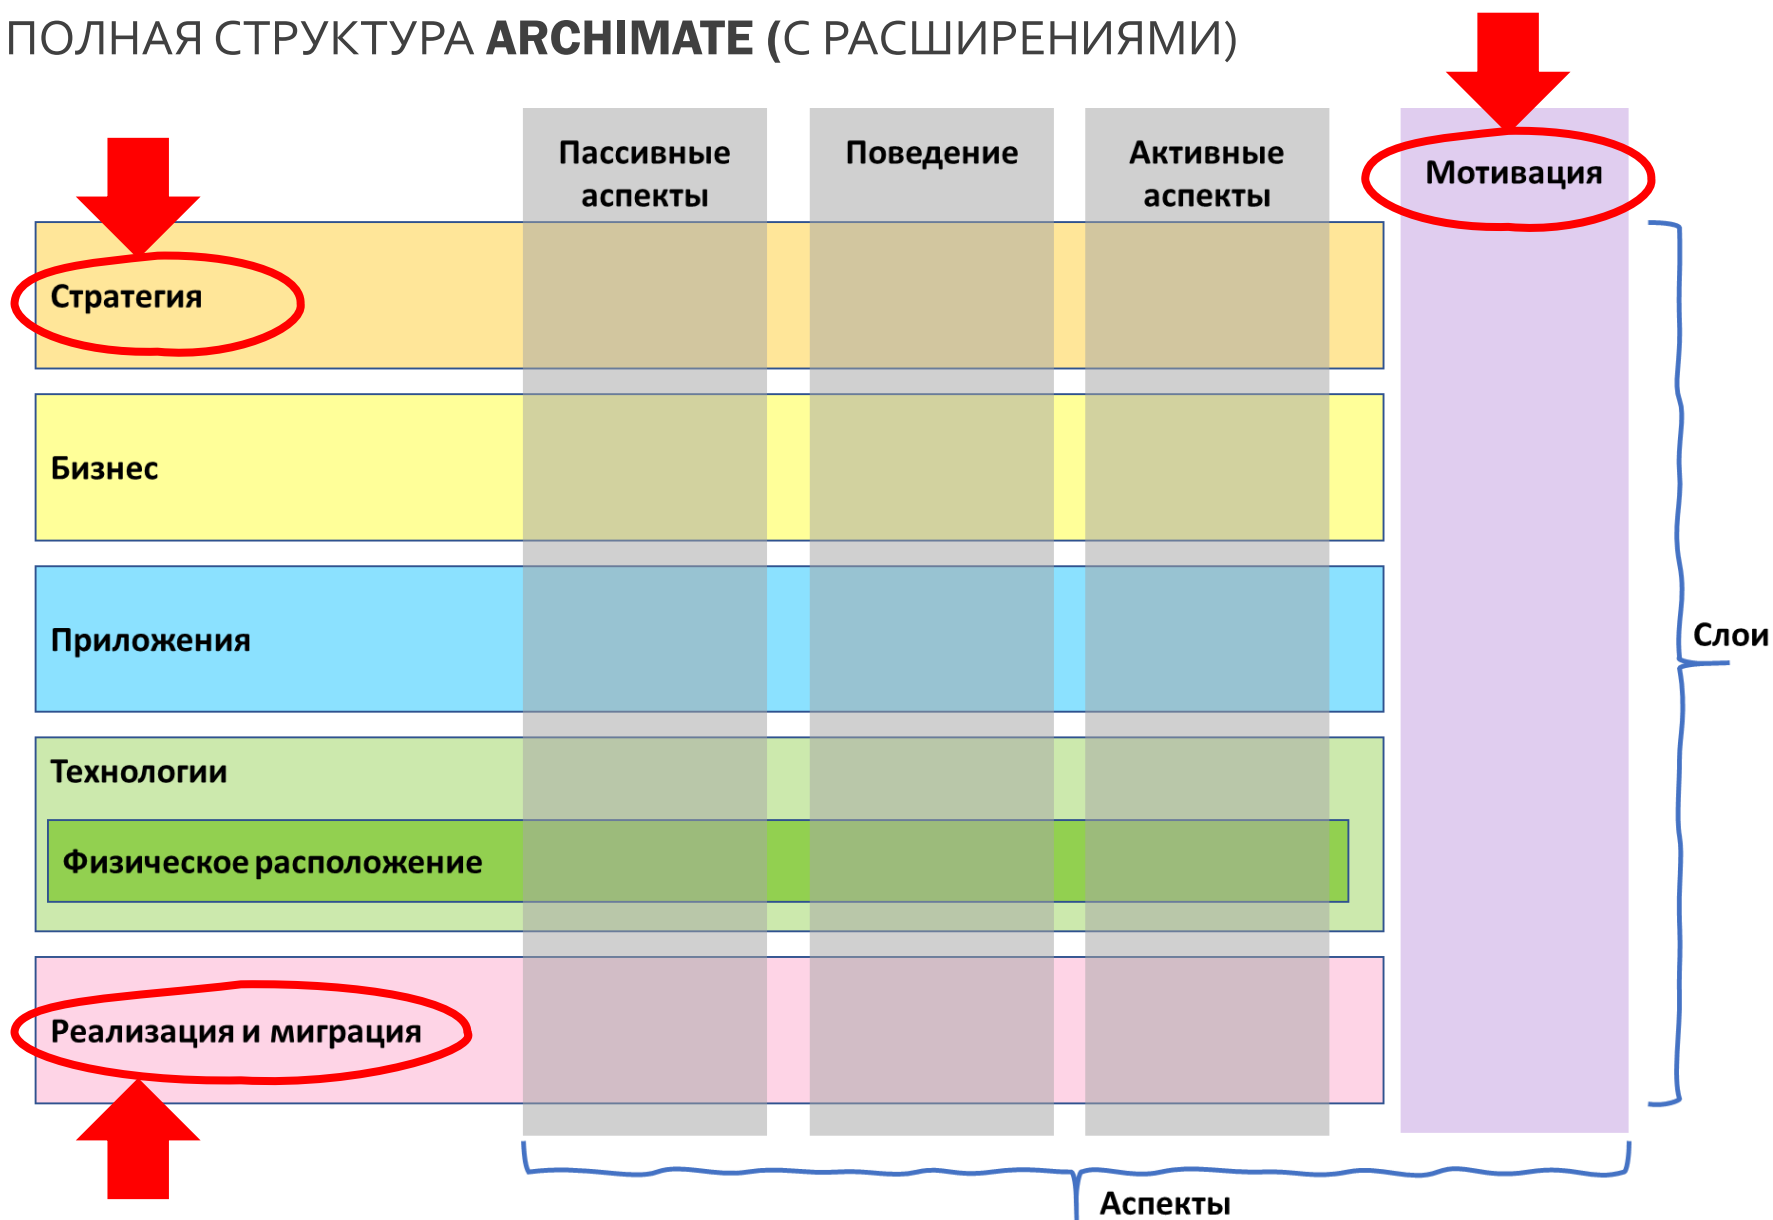 ПОЛНАЯ СТРУКТУРА ARCHIMATE (С РАСШИРЕНИЯМИ)
Пассивные
аспекты
Поведение
Активные
аспекты
Мотивация
Стратегия
Бизнес
Приложения
Слои
Технологии
Физическое расположение
Реализация и миграция
Аспекты